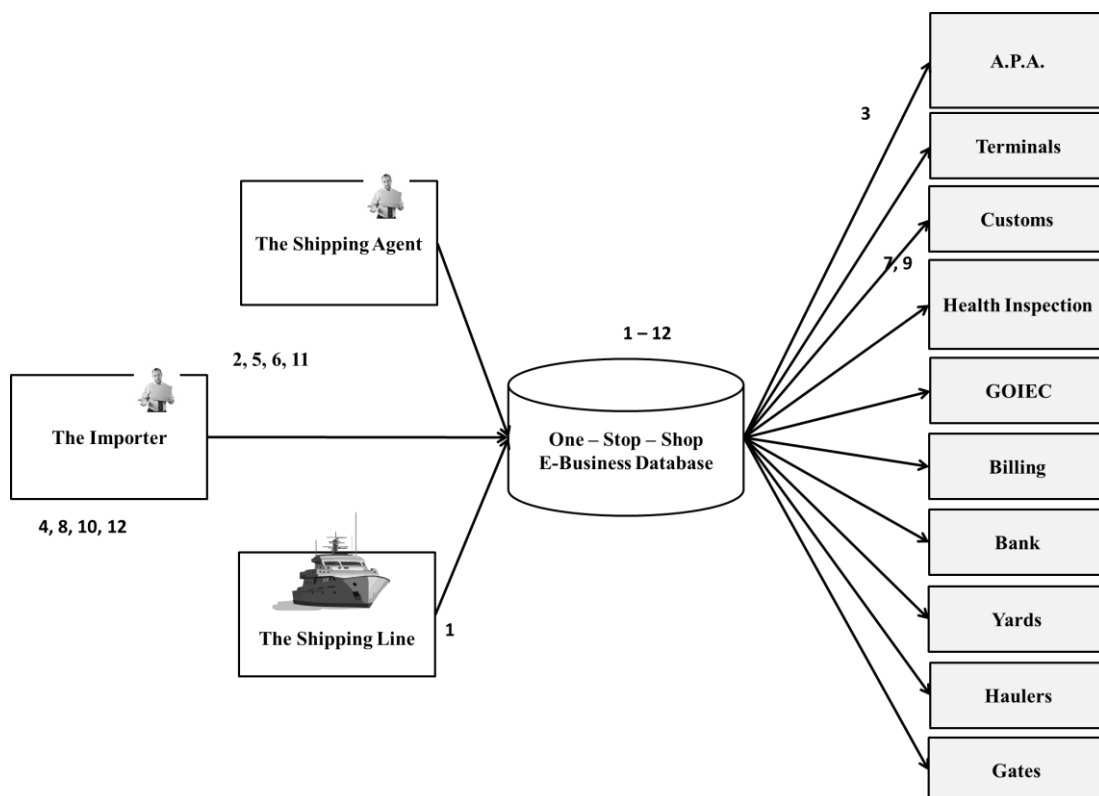 A.P.A.
3
Terminals
The Shipping Agent
Customs
7, 9
Health Inspection
1 – 12
2, 5, 6, 11
GOIEC
The Importer
One – Stop – Shop
E-Business Database
Billing
4, 8, 10, 12
Bank
The Shipping Line
1
Yards
Haulers
Gates